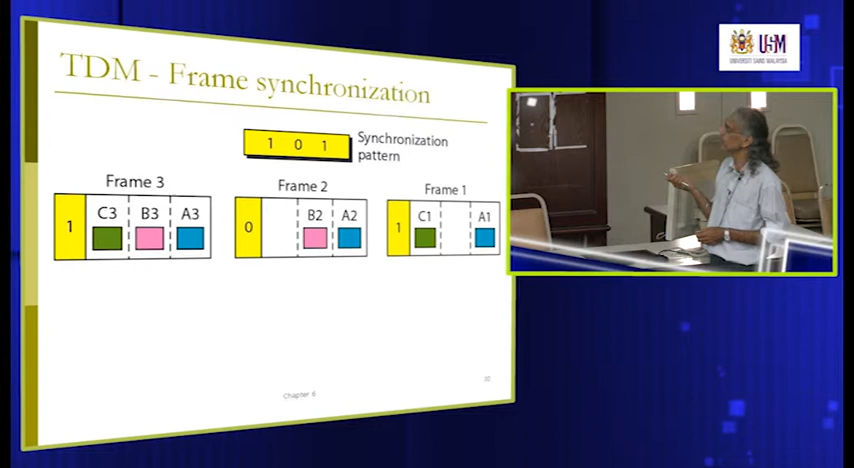 TDM - Frame synchronization
1 0 1
Synchronization
pattern
Frame 3
Frame 2
Frame 1
1
C3
B3
A3
0
B2
A2
1
C1
A1
Chapter 6
USM
UNIVERSITI SAINS MALAYSIA